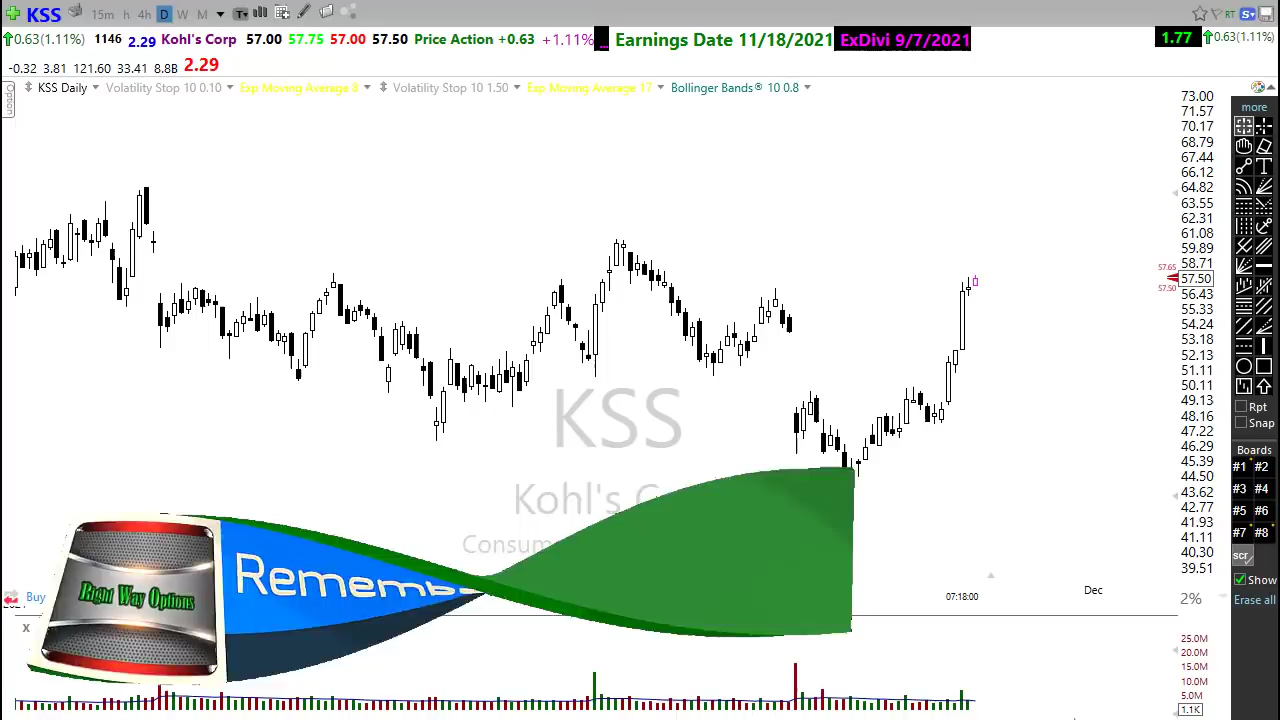 KSS 15m 1h 4h D W M T RT S
0.63(1.11%) 1146 2.29 Kohl's Corp 57.00 57.75 57.00 57.50 Price Action +0.63 +1.11% ... Earnings Date 11/18/2021 ExDivi 9/7/2021 1.77 0.63(1.11%)
-0.32 3.81 121.60 33.41 8.8B 2.29
Option
KSS Daily Volatility Stop 10 0.10 Exp Moving Average 8 Volatility Stop 10 1.50 Exp Moving Average 17 Bollinger Bands® 10 0.8
73.00
71.57
70.17
68.79
67.44
66.12
64.82
63.55
62.31
61.08
59.89
58.71
57.65
57.50
57.50
56.43
55.33
54.24
53.18
52.13
51.11
50.11
49.13
48.16
47.22
46.29
45.39
44.50
43.62
42.77
41.93
41.11
40.30
39.51
2%
more
T
Rpt
Snap
Boards
#1 #2
#3 #4
#5 #6
#7 #8
scr
Show
Erase all
KSS
Kohl's C
Consum
Right Way Options
Rememb
Buy
07:18:00
Dec
x
25.0M
20.0M
15.0M
10.0M
5.0M
1.1K